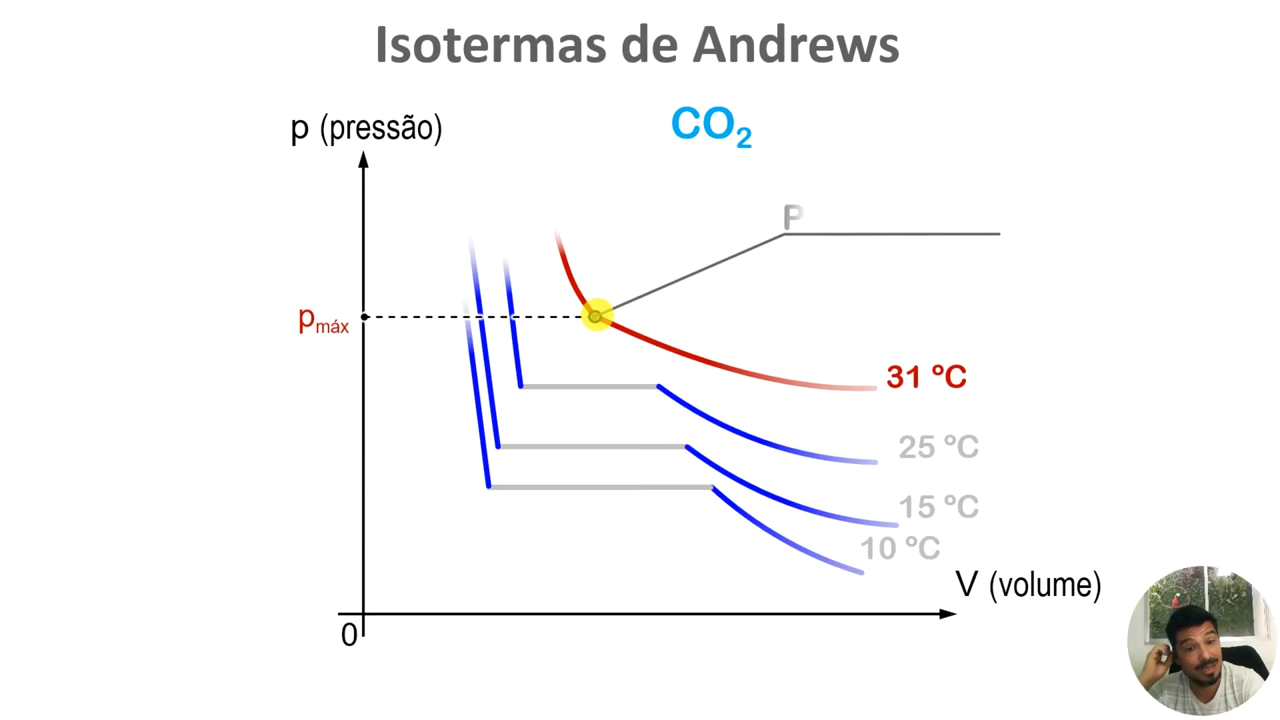 Isotermas de Andrews
p (pressão)
CO₂
P
pmáx
31 ºC
25 ºC
15 ºC
10 ºC
V (volume)
0